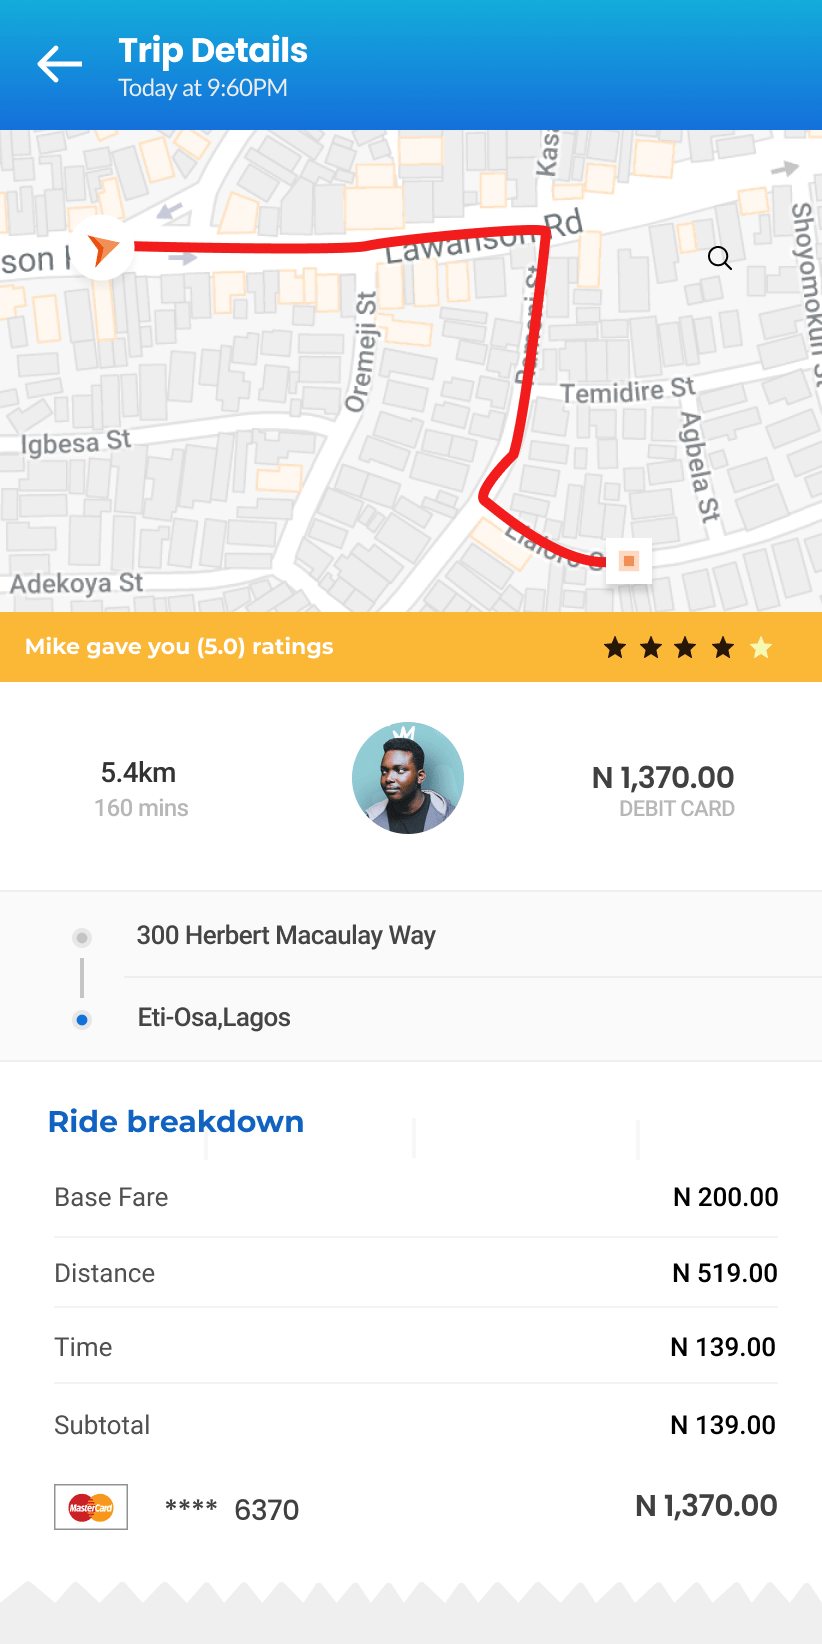 Trip Details
Today at 9:60PM
Kasa
son
Lawanson Rd
Shoyomokun St
Oremeji St
Temidire St
Agbela St
Igbesa St
Adekoya St
Mike gave you (5.0) ratings
5.4km
160 mins
N 1,370.00
DEBIT CARD
300 Herbert Macaulay Way
Eti-Osa,Lagos
Ride breakdown
Base Fare N 200.00
Distance N 519.00
Time N 139.00
Subtotal N 139.00
MasterCard **** 6370 N 1,370.00